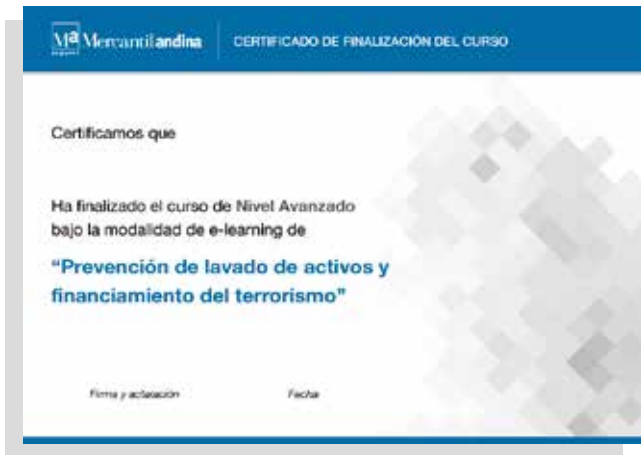 Mª Mercantil andina
CERTIFICADO DE FINALIZACIÓN DEL CURSO
Certificamos que
Ha finalizado el curso de Nivel Avanzado
bajo la modalidad de e-learning de
“Prevención de lavado de activos y
financiamiento del terrorismo”
Firma y aclaración
Fecha